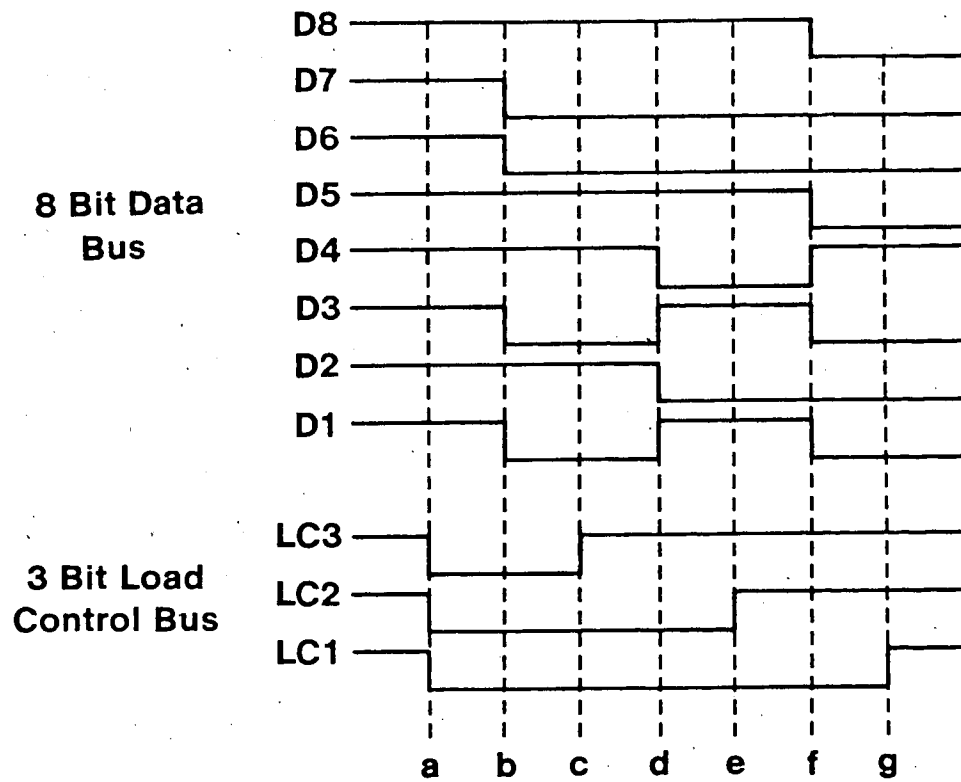 D8
D7
D6
D5
D4
D3
D2
D1
8 Bit Data
Bus
LC3
LC2
LC1
3 Bit Load
Control Bus
a b c d e f g